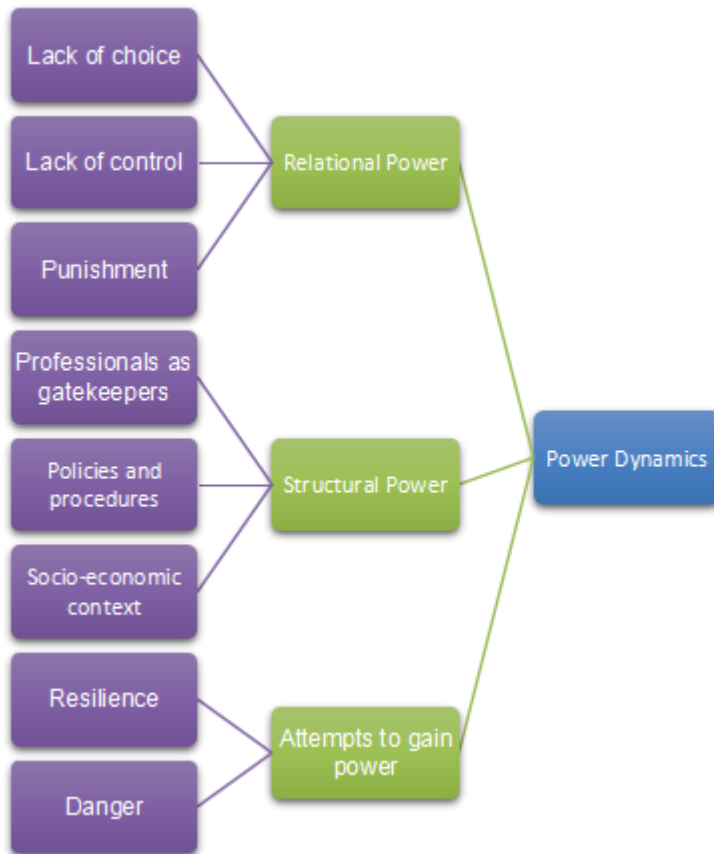 Lack of choice
Lack of control
Punishment
Relational Power
Professionals as
gatekeepers
Policies and
procedures
Socio-economic
context
Structural Power
Resilience
Danger
Attempts to gain
power
Power Dynamics